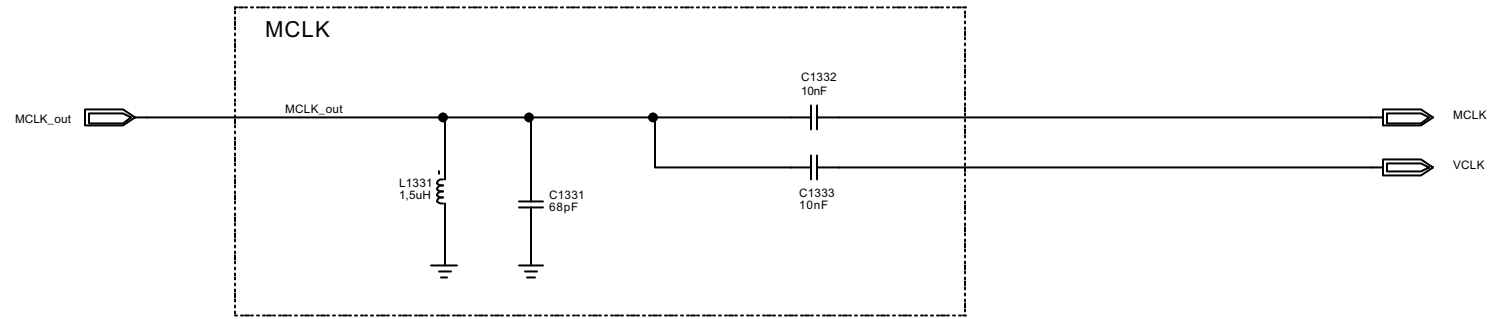 MCLK
C1332
10nF
MCLK_out
MCLK_out
MCLK
VCLK
L1331
1,5uH
C1331
68pF
C1333
10nF